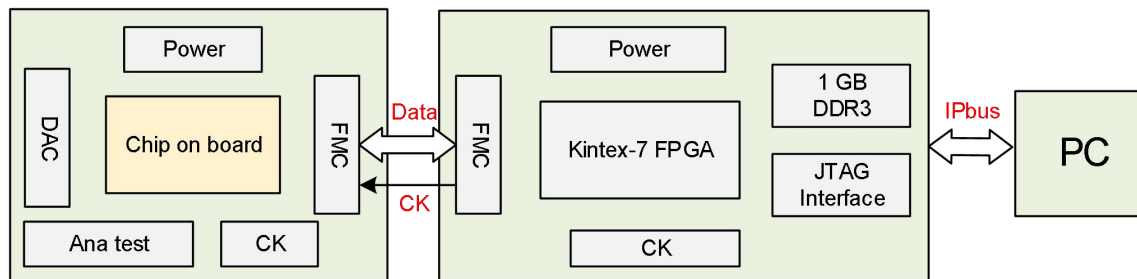 Power
DAC
Chip on board
FMC
Ana test
CK
Data
CK
Power
FMC
Kintex-7 FPGA
1 GB
DDR3
JTAG
Interface
CK
IPbus
PC